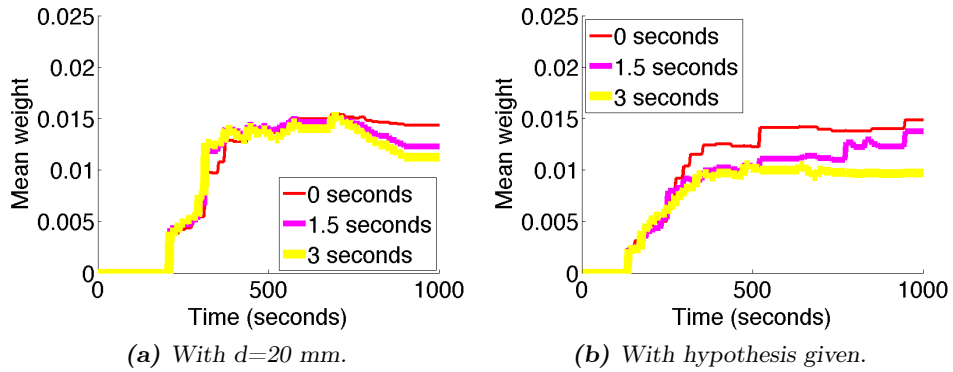 0.025
0.02
0.015
0.01
0.005
0
Mean weight
0 seconds
1.5 seconds
3 seconds
0 500 1000
Time (seconds)
(a) With d=20 mm.
0.025
0.02
0.015
0.01
0.005
0
Mean weight
0 seconds
1.5 seconds
3 seconds
0 500 1000
Time (seconds)
(b) With hypothesis given.